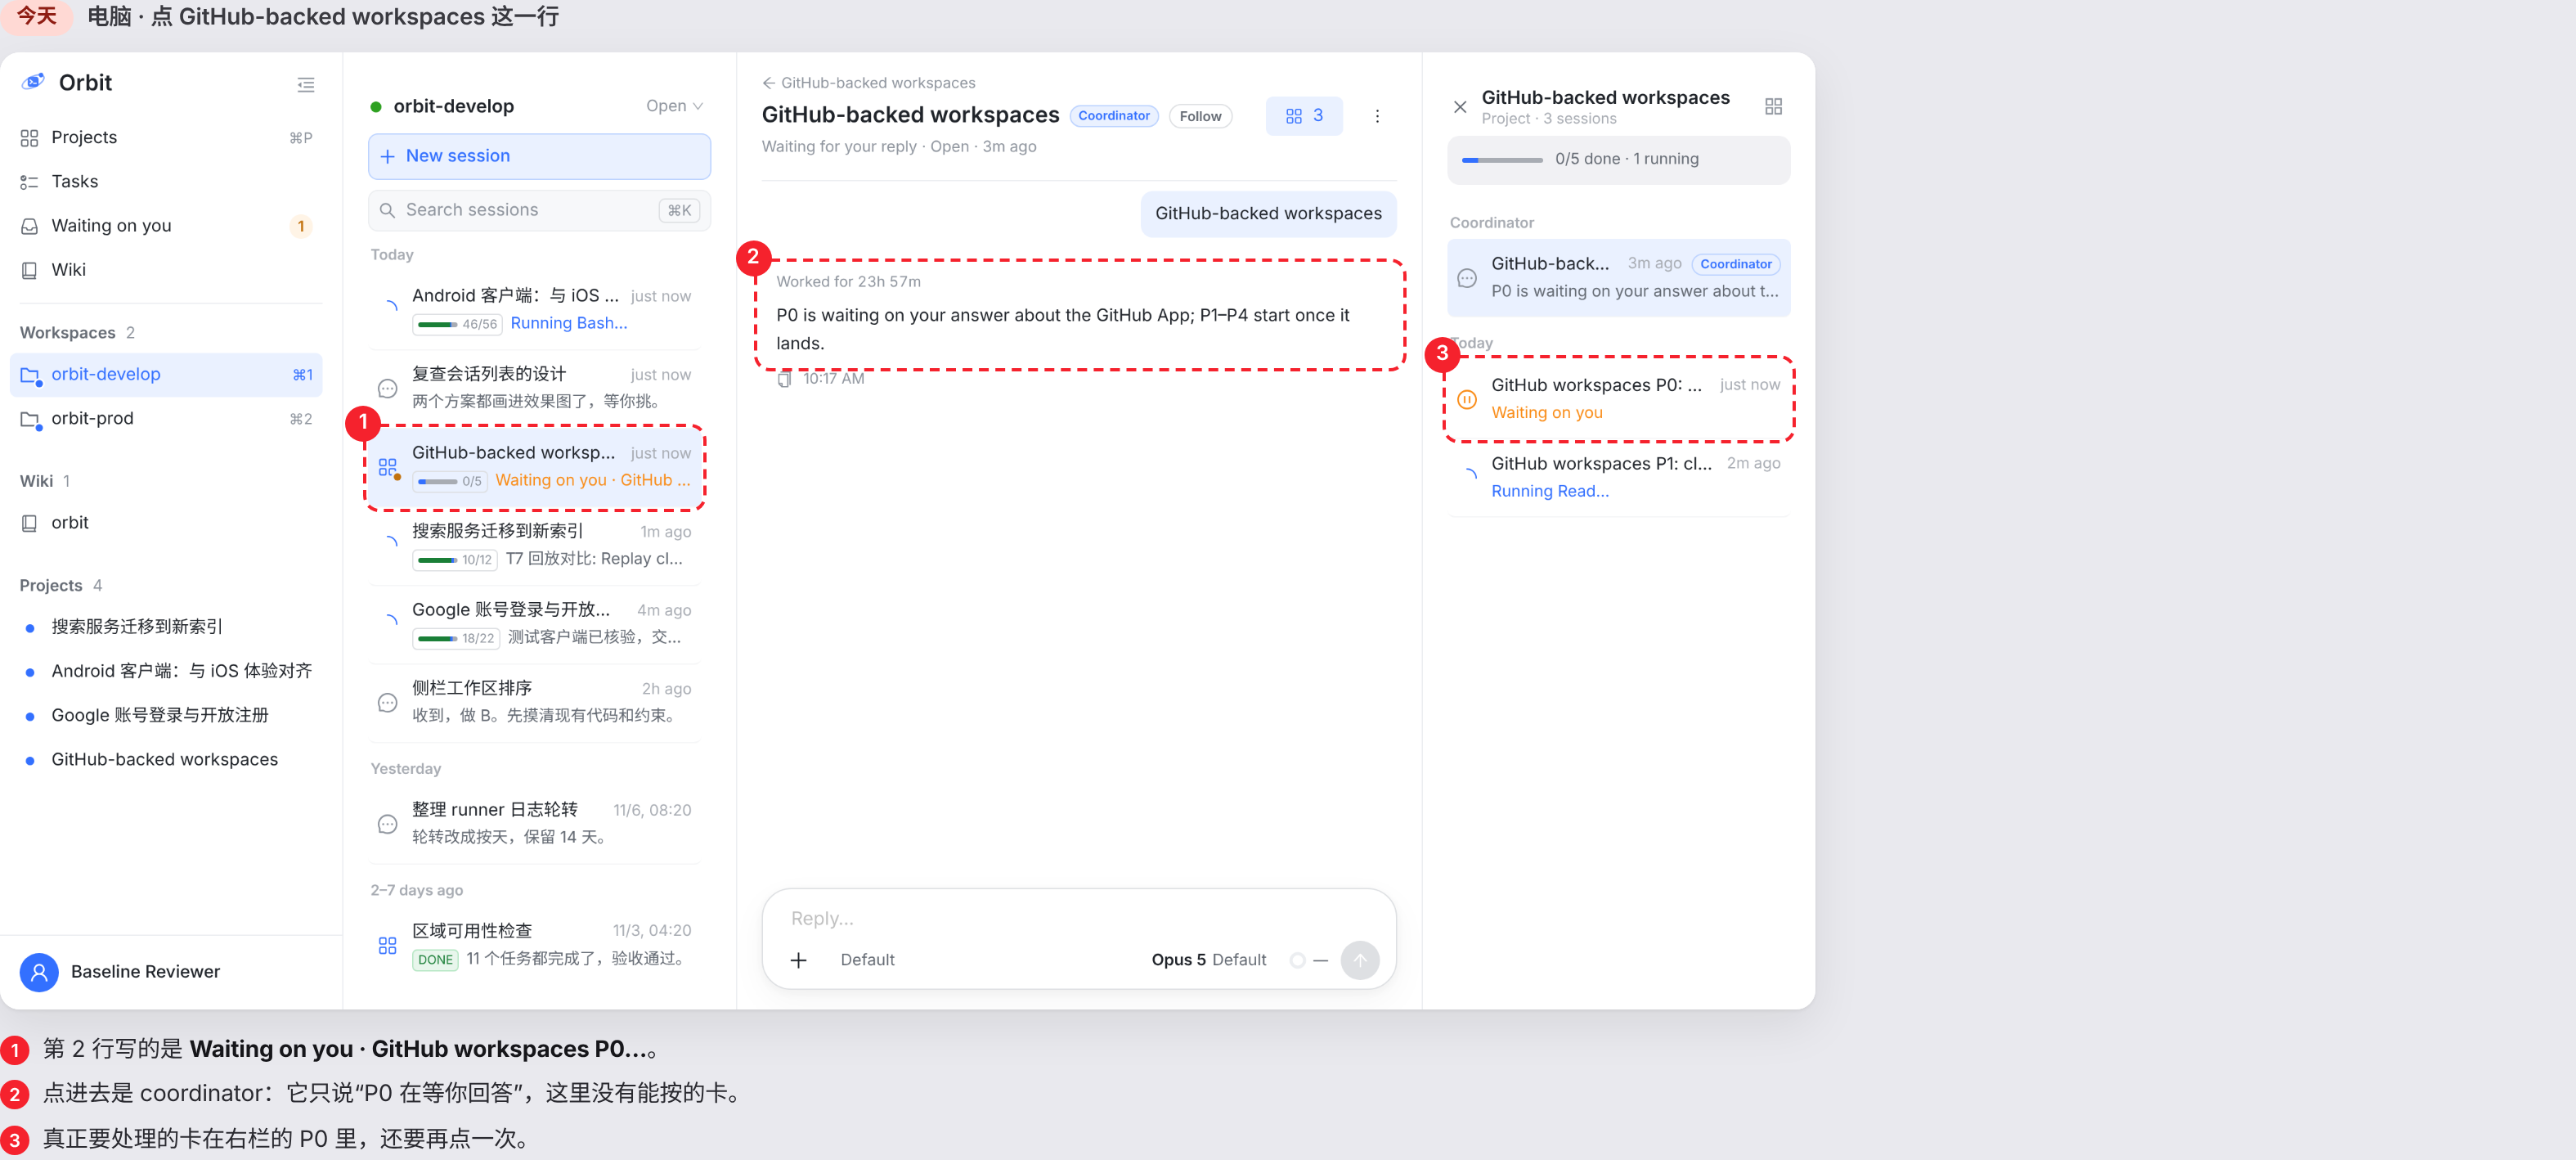 今天 电脑 · 点 GitHub-backed workspaces 这一行
Orbit
Projects ⌘P
Tasks
Waiting on you 1
Wiki
Workspaces 2
orbit-develop ⌘1
orbit-prod ⌘2
Wiki 1
orbit
Projects 4
搜索服务迁移到新索引
Android 客户端：与 iOS 体验对齐
Google 账号登录与开放注册
GitHub-backed workspaces
Baseline Reviewer
orbit-develop Open
New session
Search sessions ⌘K
Today
Android 客户端：与 iOS ... just now
46/56 Running Bash...
复查会话列表的设计 just now
两个方案都画进效果图了，等你挑。
1
GitHub-backed worksp... just now
0/5 Waiting on you · GitHub ...
搜索服务迁移到新索引 1m ago
10/12 T7 回放对比: Replay cl...
Google 账号登录与开放... 4m ago
18/22 测试客户端已核验，交...
侧栏工作区排序 2h ago
收到，做 B。先摸清现有代码和约束。
Yesterday
整理 runner 日志轮转 11/6, 08:20
轮转改成按天，保留 14 天。
2–7 days ago
区域可用性检查 11/3, 04:20
DONE 11 个任务都完成了，验收通过。
GitHub-backed workspaces
GitHub-backed workspaces Coordinator Follow 3
Waiting for your reply · Open · 3m ago
GitHub-backed workspaces
2
Worked for 23h 57m
P0 is waiting on your answer about the GitHub App; P1–P4 start once it
lands.
10:17 AM
Reply...
Default Opus 5 Default —
GitHub-backed workspaces
Project · 3 sessions
0/5 done · 1 running
Coordinator
GitHub-back... 3m ago Coordinator
P0 is waiting on your answer about t...
Today
3
GitHub workspaces P0: ... just now
Waiting on you
GitHub workspaces P1: cl... 2m ago
Running Read...
1 第 2 行写的是 Waiting on you · GitHub workspaces P0...。
2 点进去是 coordinator：它只说“P0 在等你回答”，这里没有能按的卡。
3 真正要处理的卡在右栏的 P0 里，还要再点一次。